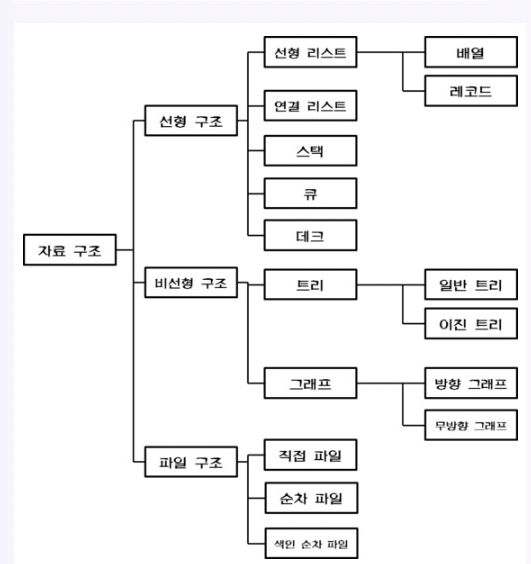 선형 리스트
배열
레코드
연결 리스트
선형 구조
스택
큐
데크
자료 구조
비선형 구조
트리
일반 트리
이진 트리
그래프
방향 그래프
무방향 그래프
파일 구조
직접 파일
순차 파일
색인 순차 파일